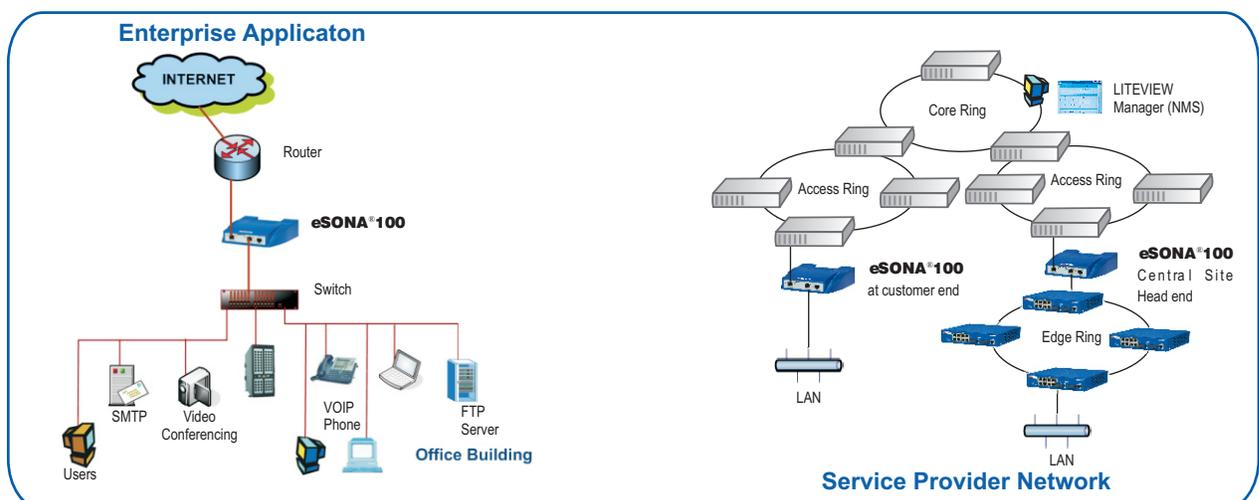 Enterprise Applicaton
INTERNET
Router
eSONA®100
Switch
SMTP
Video
Conferencing
VOIP
Phone
FTP
Server
Users
Office Building
Core Ring
LITEVIEW
Manager (NMS)
Access Ring
Access Ring
eSONA®100
at customer end
eSONA®100
Central Site
Head end
Edge Ring
LAN
LAN
Service Provider Network